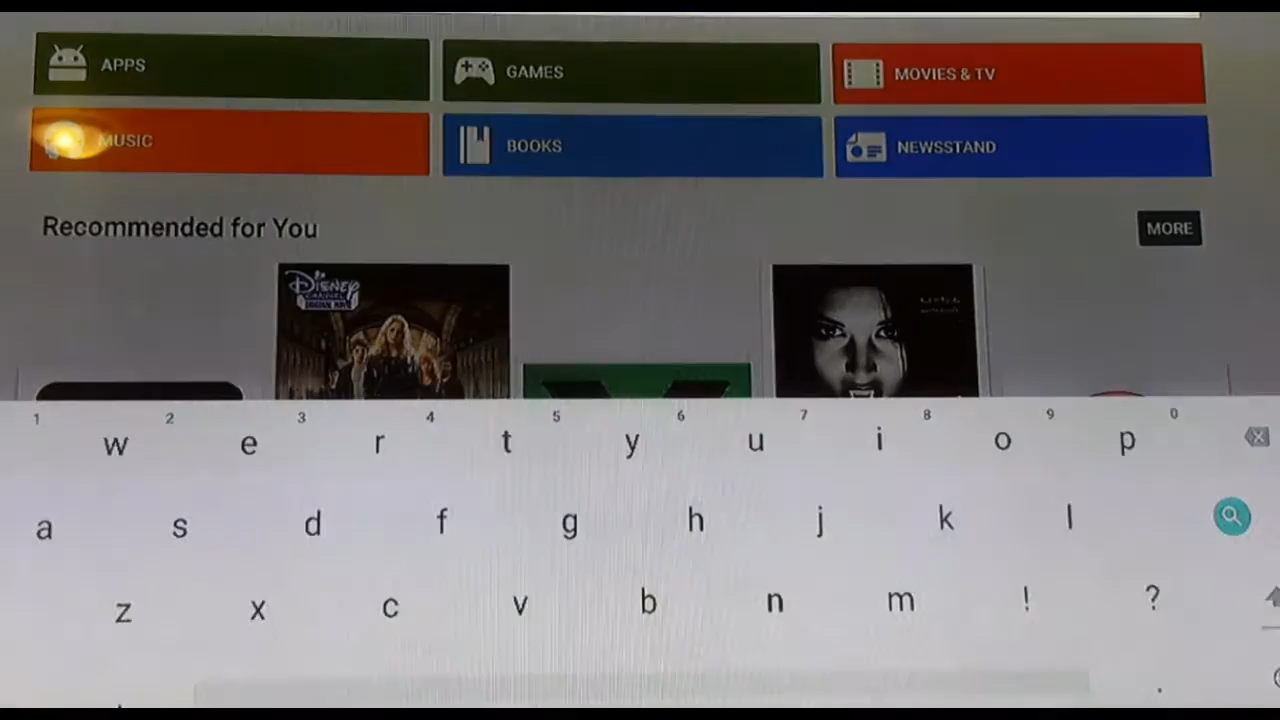 APPS GAMES MOVIES & TV
MUSIC BOOKS NEWSSTAND
Recommended for You MORE
DISNEY
CHANNEL
1 2 3 4 5 6 7 8 9 0
w e r t y u i o p
a s d f g h j k l
z x c v b n m ! ?
.